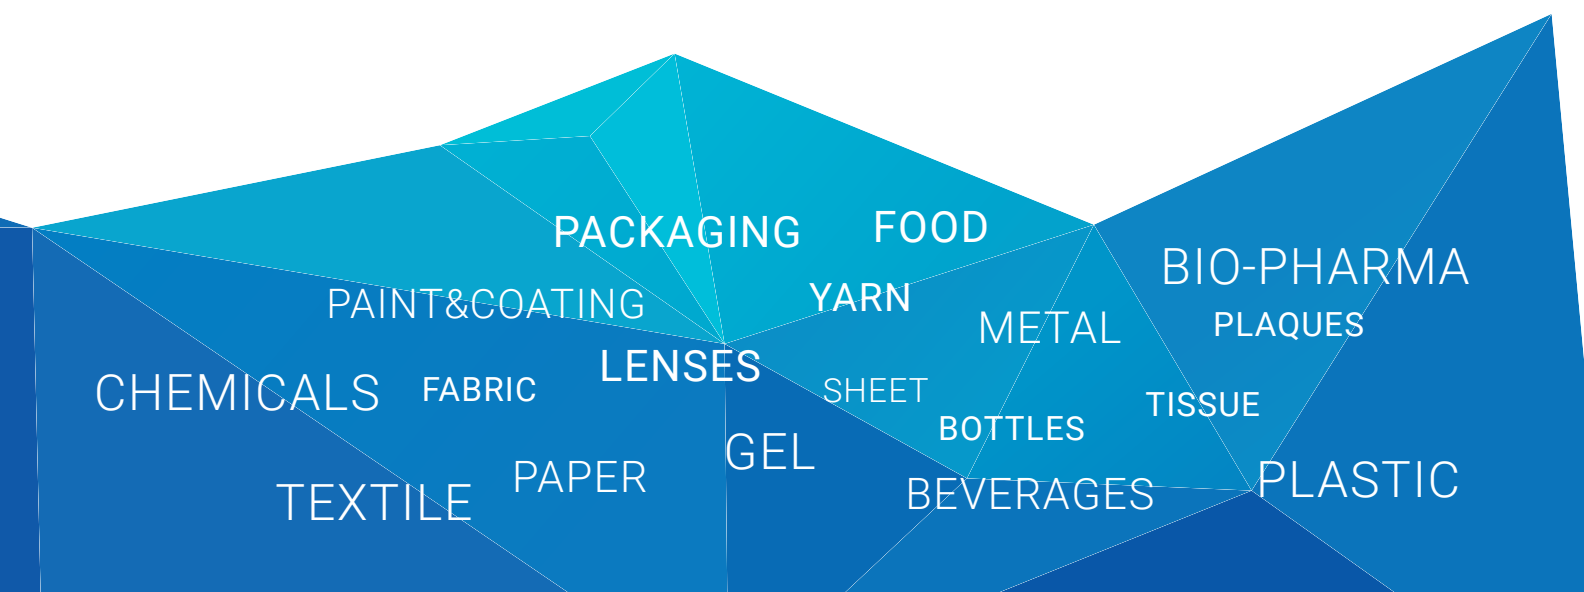 PACKAGING
FOOD
BIO-PHARMA
YARN
PAINT&COATING
METAL
PLAQUES
LENSES
CHEMICALS
FABRIC
SHEET
TISSUE
BOTTLES
GEL
PAPER
PLASTIC
BEVERAGES
TEXTILE